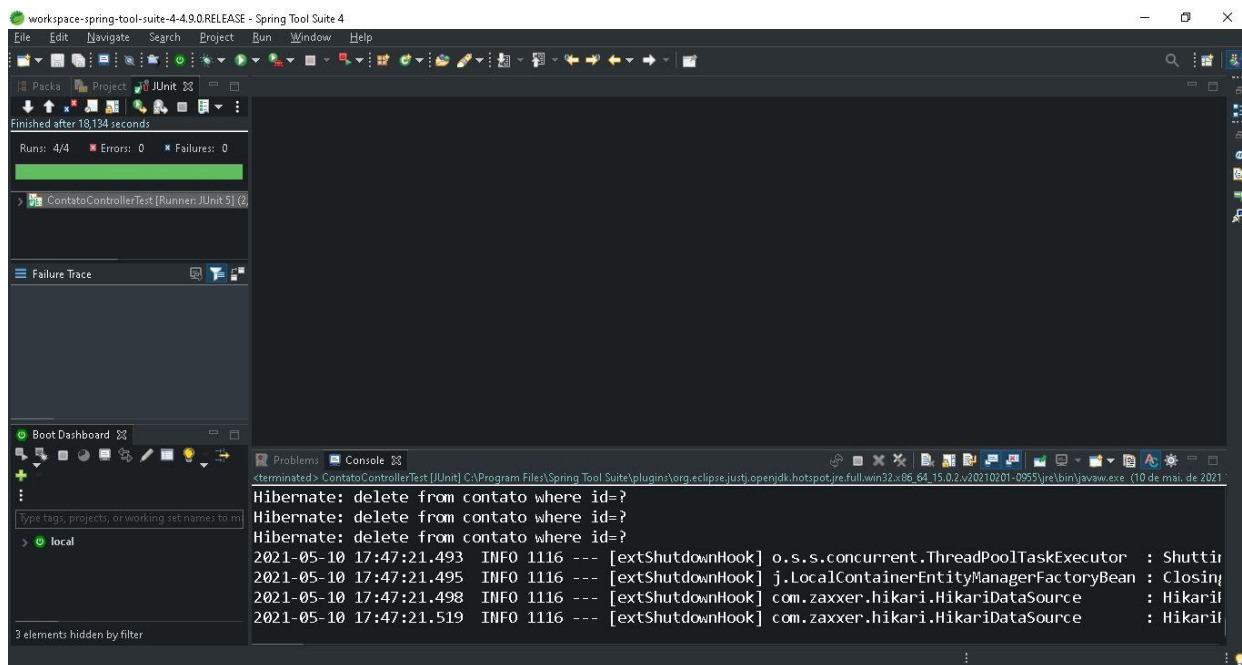 workspace-spring-tool-suite-4-4.9.0.RELEASE - Spring Tool Suite 4
File Edit Navigate Search Project Run Window Help
Packa Project JUnit
Finished after 18,134 seconds
Runs: 4/4 Errors: 0 Failures: 0
ContatoControllerTest [Runner: JUnit 5] (2,
Failure Trace
Boot Dashboard
Type tags, projects, or working set names to m
local
3 elements hidden by filter
Problems Console
<terminated> ContatoControllerTest [JUnit] C:\Program Files\Spring Tool Suite\plugins\org.eclipse.justj.openjdk.hotspot.jre.full.win32.x86_64_15.0.2.v20210201-0955\jre\bin\javaw.exe (10 de mai. de 2021
Hibernate: delete from contato where id=?
Hibernate: delete from contato where id=?
Hibernate: delete from contato where id=?
2021-05-10 17:47:21.493 INFO 1116 --- [extShutdownHook] o.s.s.concurrent.ThreadPoolTaskExecutor : Shuttin
2021-05-10 17:47:21.495 INFO 1116 --- [extShutdownHook] j.LocalContainerEntityManagerFactoryBean : Closing
2021-05-10 17:47:21.498 INFO 1116 --- [extShutdownHook] com.zaxxer.hikari.HikariDataSource : HikariP
2021-05-10 17:47:21.519 INFO 1116 --- [extShutdownHook] com.zaxxer.hikari.HikariDataSource : HikariP